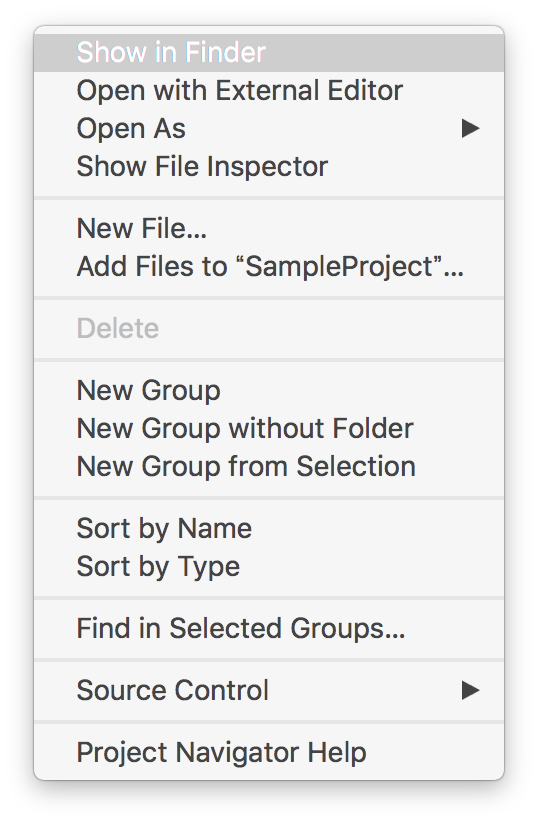 Show in Finder
Open with External Editor
Open As
Show File Inspector
New File...
Add Files to “SampleProject”...
Delete
New Group
New Group without Folder
New Group from Selection
Sort by Name
Sort by Type
Find in Selected Groups...
Source Control
Project Navigator Help